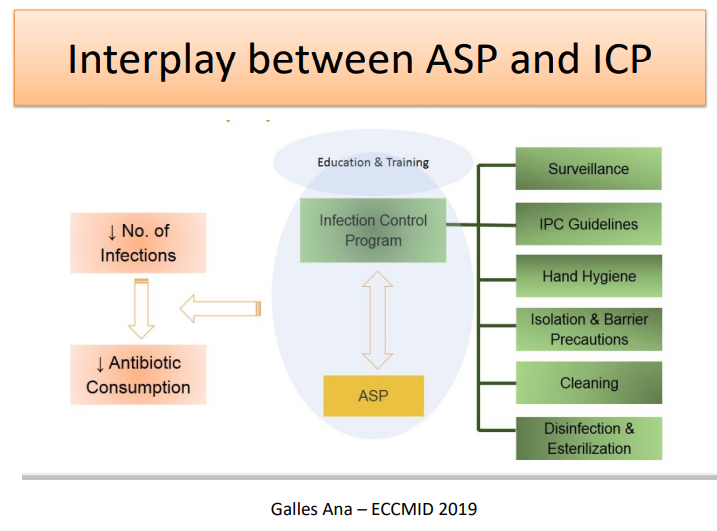 Interplay between ASP and ICP
Education & Training
Infection Control
Program
ASP
↓ No. of
Infections
↓ Antibiotic
Consumption
Surveillance
IPC Guidelines
Hand Hygiene
Isolation & Barrier
Precautions
Cleaning
Disinfection &
Esterilization
Galles Ana – ECCMID 2019